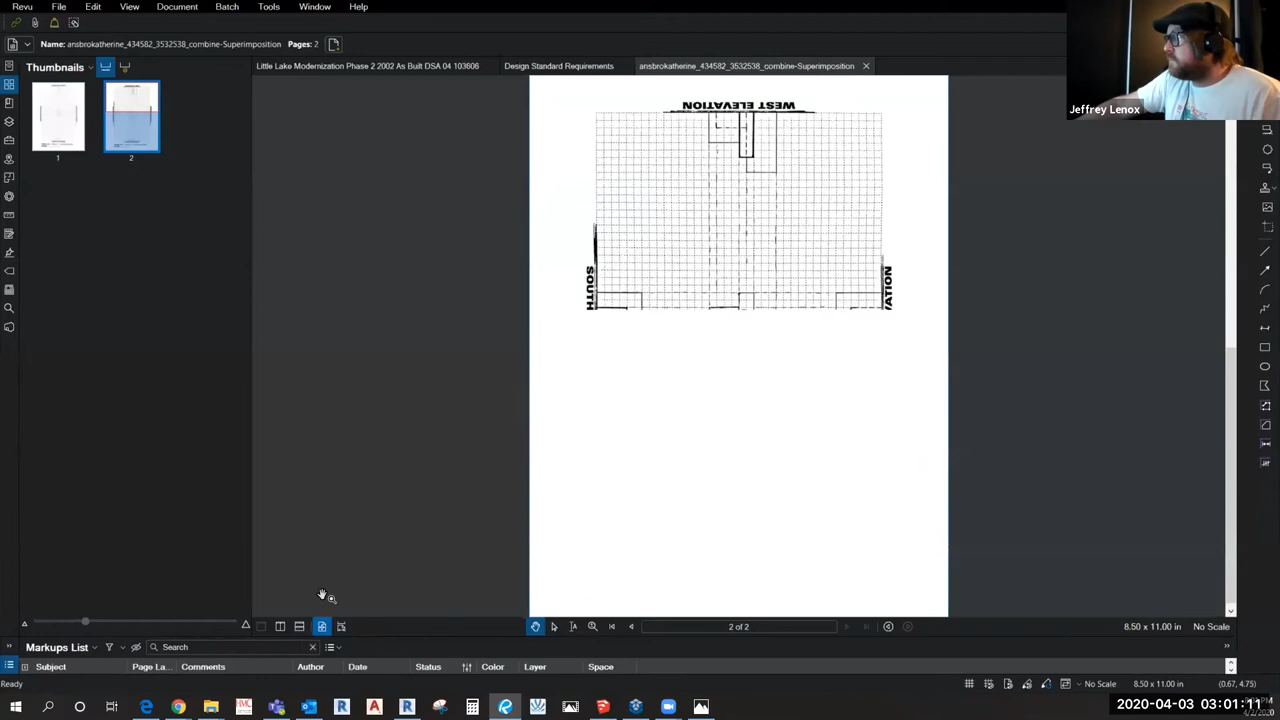 Revu File Edit View Document Batch Tools Window Help
Name: ansbrokatherine_434582_3532538_combine-Superimposition Pages: 2
Thumbnails
Little Lake Modernization Phase 2 2002 As Built DSA 04 103606
Design Standard Requirements
ansbrokatherine_434582_3532538_combine-Superimposition
Jeffrey Lenox
WEST ELEVATION
1
2
SOUTH
VATION
2 of 2
8.50 x 11.00 in No Scale
Markups List
Search
Subject Page La... Comments Author Date Status Color Layer Space
Ready
No Scale 8.50 x 11.00 in (0.67, 4.75)
2020-04-03 03:01:11
4/2/2020